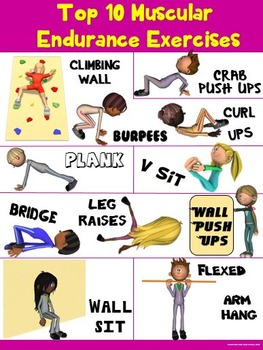 Top 10 Muscular
Endurance Exercises
CLIMBING
WALL
CRAB
PUSH UPS
BURPEES
CURL
UPS
PLANK
V SiT
BRIDGE
LEG
RAISES
WALL
PUSH
UPS
WALL
SIT
FLEXED
ARM
HANG